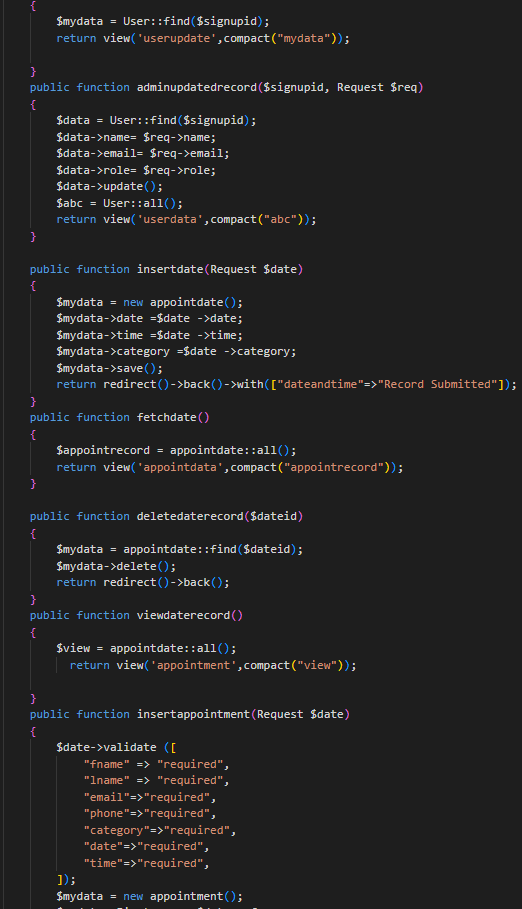 {
$mydata = User::find($signupid);
return view('userupdate',compact("mydata"));
}
public function adminupdatedrecord($signupid, Request $req)
{
$data = User::find($signupid);
$data->name= $req->name;
$data->email= $req->email;
$data->role= $req->role;
$data->update();
$abc = User::all();
return view('userdata',compact("abc"));
}
public function insertdate(Request $date)
{
$mydata = new appointdate();
$mydata->date =$date ->date;
$mydata->time =$date ->time;
$mydata->category =$date ->category;
$mydata->save();
return redirect()->back()->with(["dateandtime"=>"Record Submitted"]);
}
public function fetchdate()
{
$appointrecord = appointdate::all();
return view('appointdata',compact("appointrecord"));
}
public function deletedaterecord($dateid)
{
$mydata = appointdate::find($dateid);
$mydata->delete();
return redirect()->back();
}
public function viewdaterecord()
{
$view = appointdate::all();
return view('appointment',compact("view"));
}
public function insertappointment(Request $date)
{
$date->validate ([
"fname" => "required",
"lname" => "required",
"email"=>"required",
"phone"=>"required",
"category"=>"required",
"date"=>"required",
"time"=>"required",
]);
$mydata = new appointment();